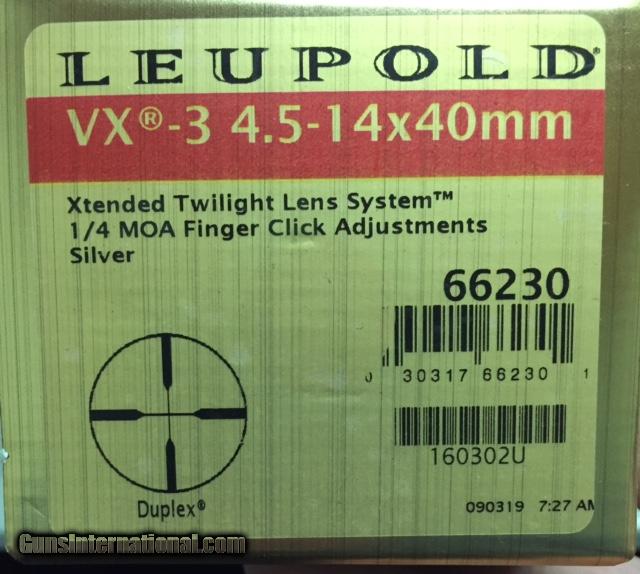 LEUPOLD®
VX®-3 4.5-14x40mm
Xtended Twilight Lens System™
1/4 MOA Finger Click Adjustments
Silver
66230
0 30317 66230 1
160302U
Duplex®
090319 7:27 AM
GunsInternational.com